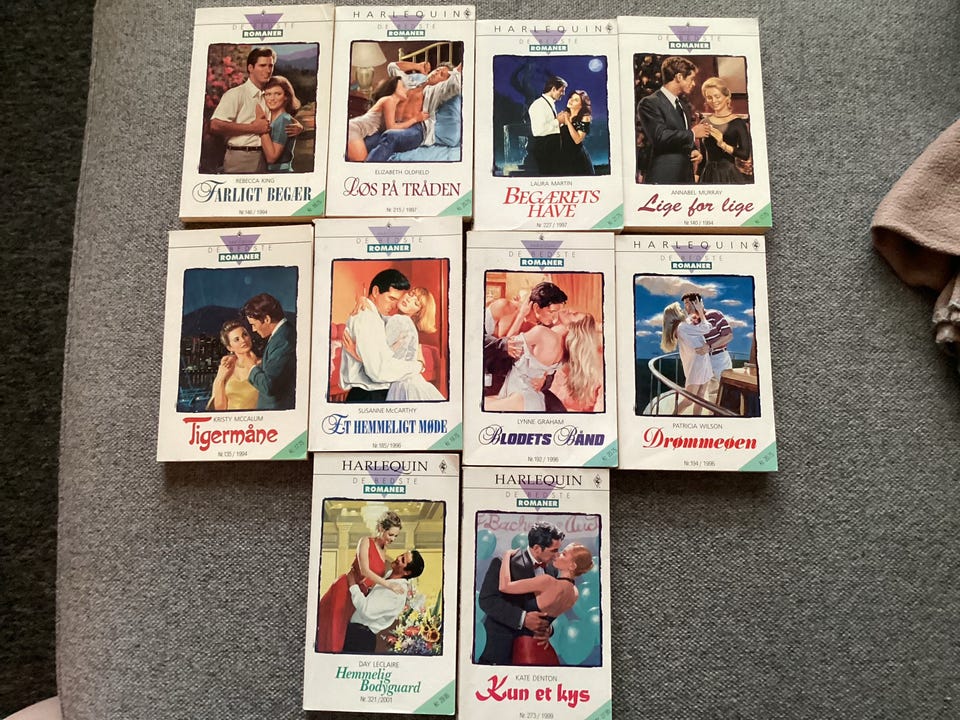 DE BEDSTE
ROMANER
REBECCA KING
FARLIGT BEGÆR
Nr. 146 / 1994
HARLEQUIN
DE BEDSTE
ROMANER
ELIZABETH OLDFIELD
LØS PÅ TRÅDEN
Nr. 215 / 1997
HARLEQUIN
DE BEDSTE
ROMANER
LAURA MARTIN
BEGÆRETS
HAVE
Nr. 227 / 1997
DE BEDSTE
ROMANER
ANNABEL MURRAY
Lige for lige
Nr. 140 / 1994
DE BEDSTE
ROMANER
KRISTY MCCALLUM
Tigermåne
Nr. 135 / 1994
DE BEDSTE
ROMANER
SUSANNE McCARTHY
ET HEMMELIGT MØDE
Nr. 185 / 1996
DE BEDSTE
ROMANER
LYNNE GRAHAM
BLODETS BÅND
Nr. 192 / 1996
HARLEQUIN
DE BEDSTE
ROMANER
PATRICIA WILSON
Drømmeøen
Nr. 194 / 1996
HARLEQUIN
DE BEDSTE
ROMANER
DAY LECLAIRE
Hemmelig
Bodyguard
Nr. 321 / 2001
HARLEQUIN
DE BEDSTE
ROMANER
KATE DENTON
Kun et kys
Nr. 273 / 1999